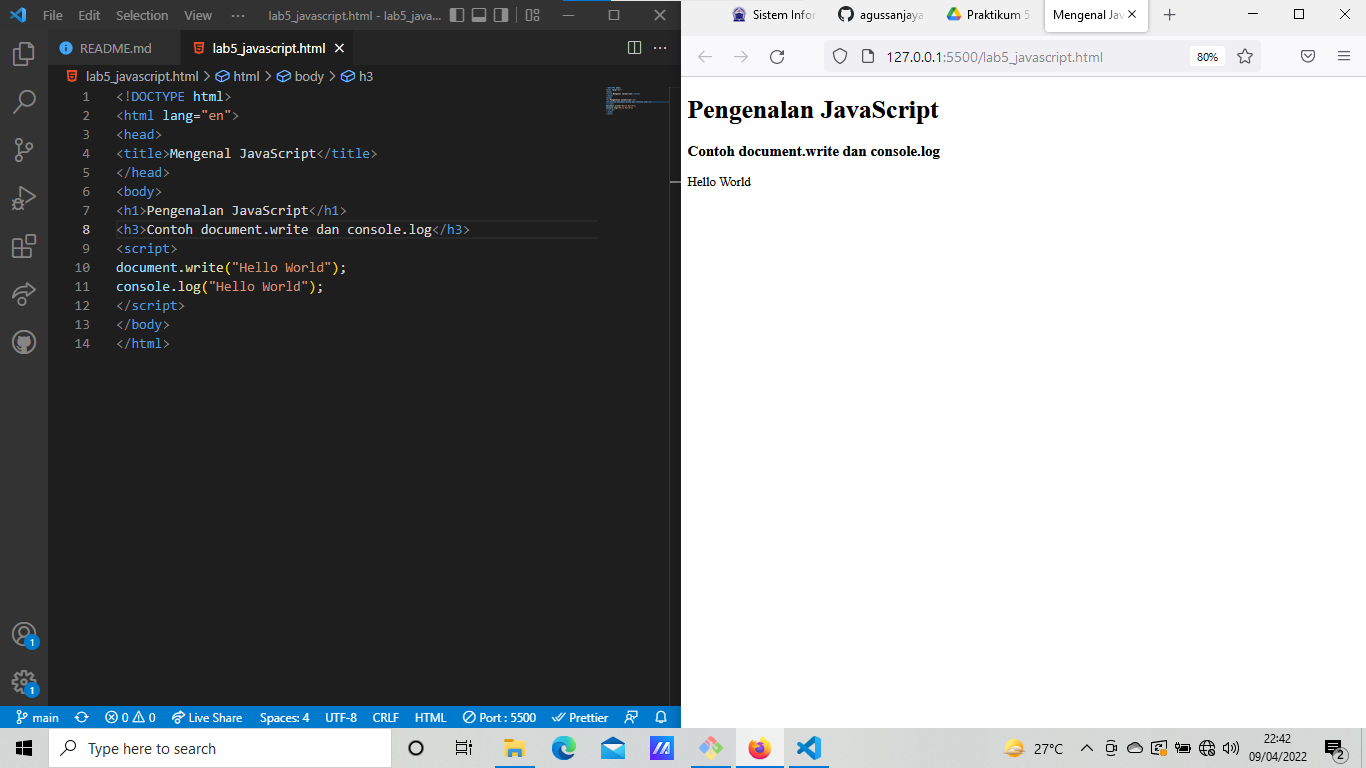 File Edit Selection View ··· lab5_javascript.html - lab5_java...
README.md lab5_javascript.html
lab5_javascript.html > html > body > h3
1 <!DOCTYPE html>
2 <html lang="en">
3 <head>
4 <title>Mengenal JavaScript</title>
5 </head>
6 <body>
7 <h1>Pengenalan JavaScript</h1>
8 <h3>Contoh document.write dan console.log</h3>
9 <script>
10 document.write("Hello World");
11 console.log("Hello World");
12 </script>
13 </body>
14 </html>
1
1
main 0 0 Live Share Spaces: 4 UTF-8 CRLF HTML Port : 5500 Prettier
Sistem Infor agussanjaya Praktikum 5 Mengenal Jav
127.0.0.1:5500/lab5_javascript.html 80%
Pengenalan JavaScript
Contoh document.write dan console.log
Hello World
Type here to search 27°C 22:42
09/04/2022 2